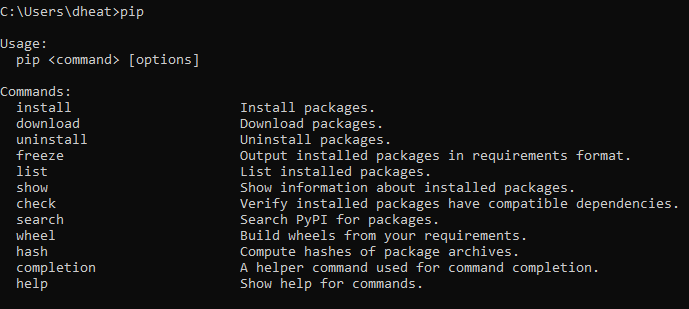 C:\Users\dheat>pip
Usage:
pip <command> [options]
Commands:
install Install packages.
download Download packages.
uninstall Uninstall packages.
freeze Output installed packages in requirements format.
list List installed packages.
show Show information about installed packages.
check Verify installed packages have compatible dependencies.
search Search PyPI for packages.
wheel Build wheels from your requirements.
hash Compute hashes of package archives.
completion A helper command used for command completion.
help Show help for commands.